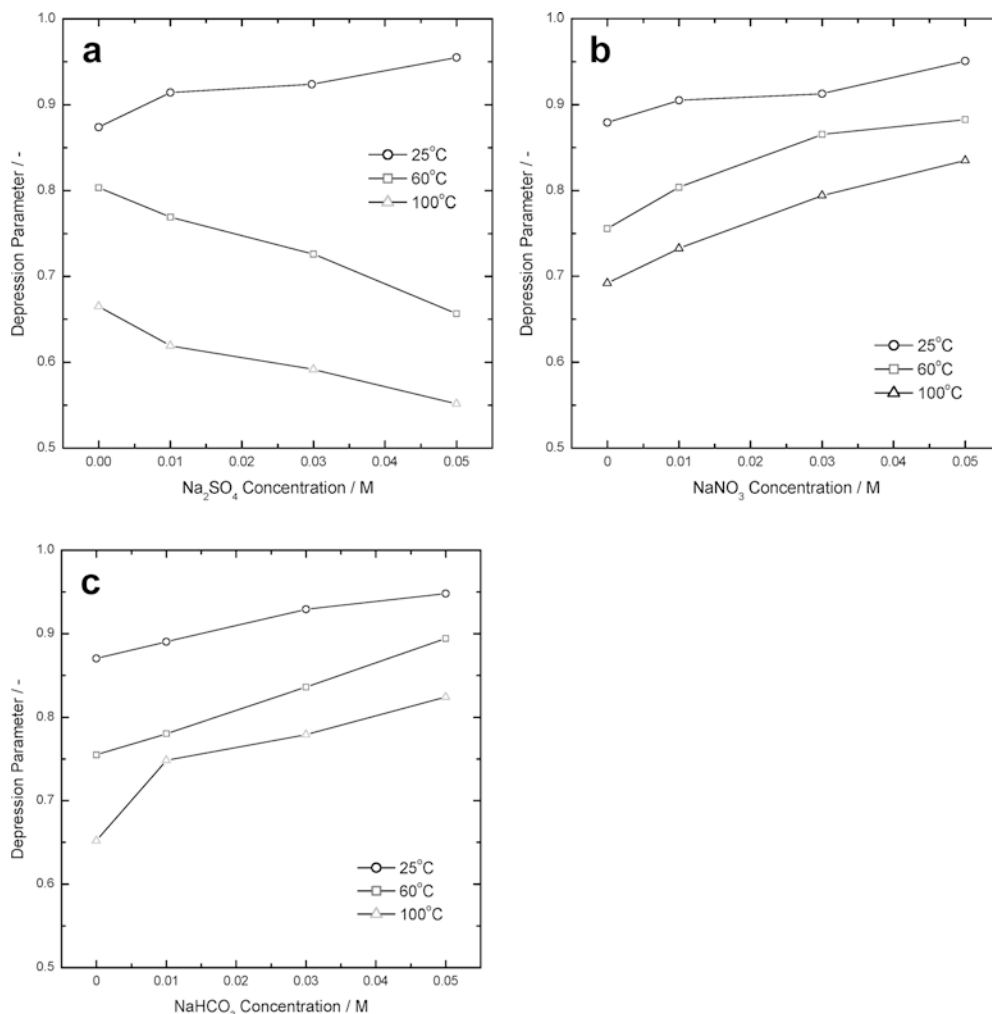 a
1.0
0.9
0.8
0.7
0.6
0.5
Depression Parameter / -
25°C
60°C
100°C
0.00 0.01 0.02 0.03 0.04 0.05
Na₂SO₄ Concentration / M
b
1.0
0.9
0.8
0.7
0.6
0.5
Depression Parameter / -
25°C
60°C
100°C
0 0.01 0.02 0.03 0.04 0.05
NaNO₃ Concentration / M
c
1.0
0.9
0.8
0.7
0.6
0.5
Depression Parameter / -
25°C
60°C
100°C
0 0.01 0.02 0.03 0.04 0.05
NaHCO₃ Concentration / M